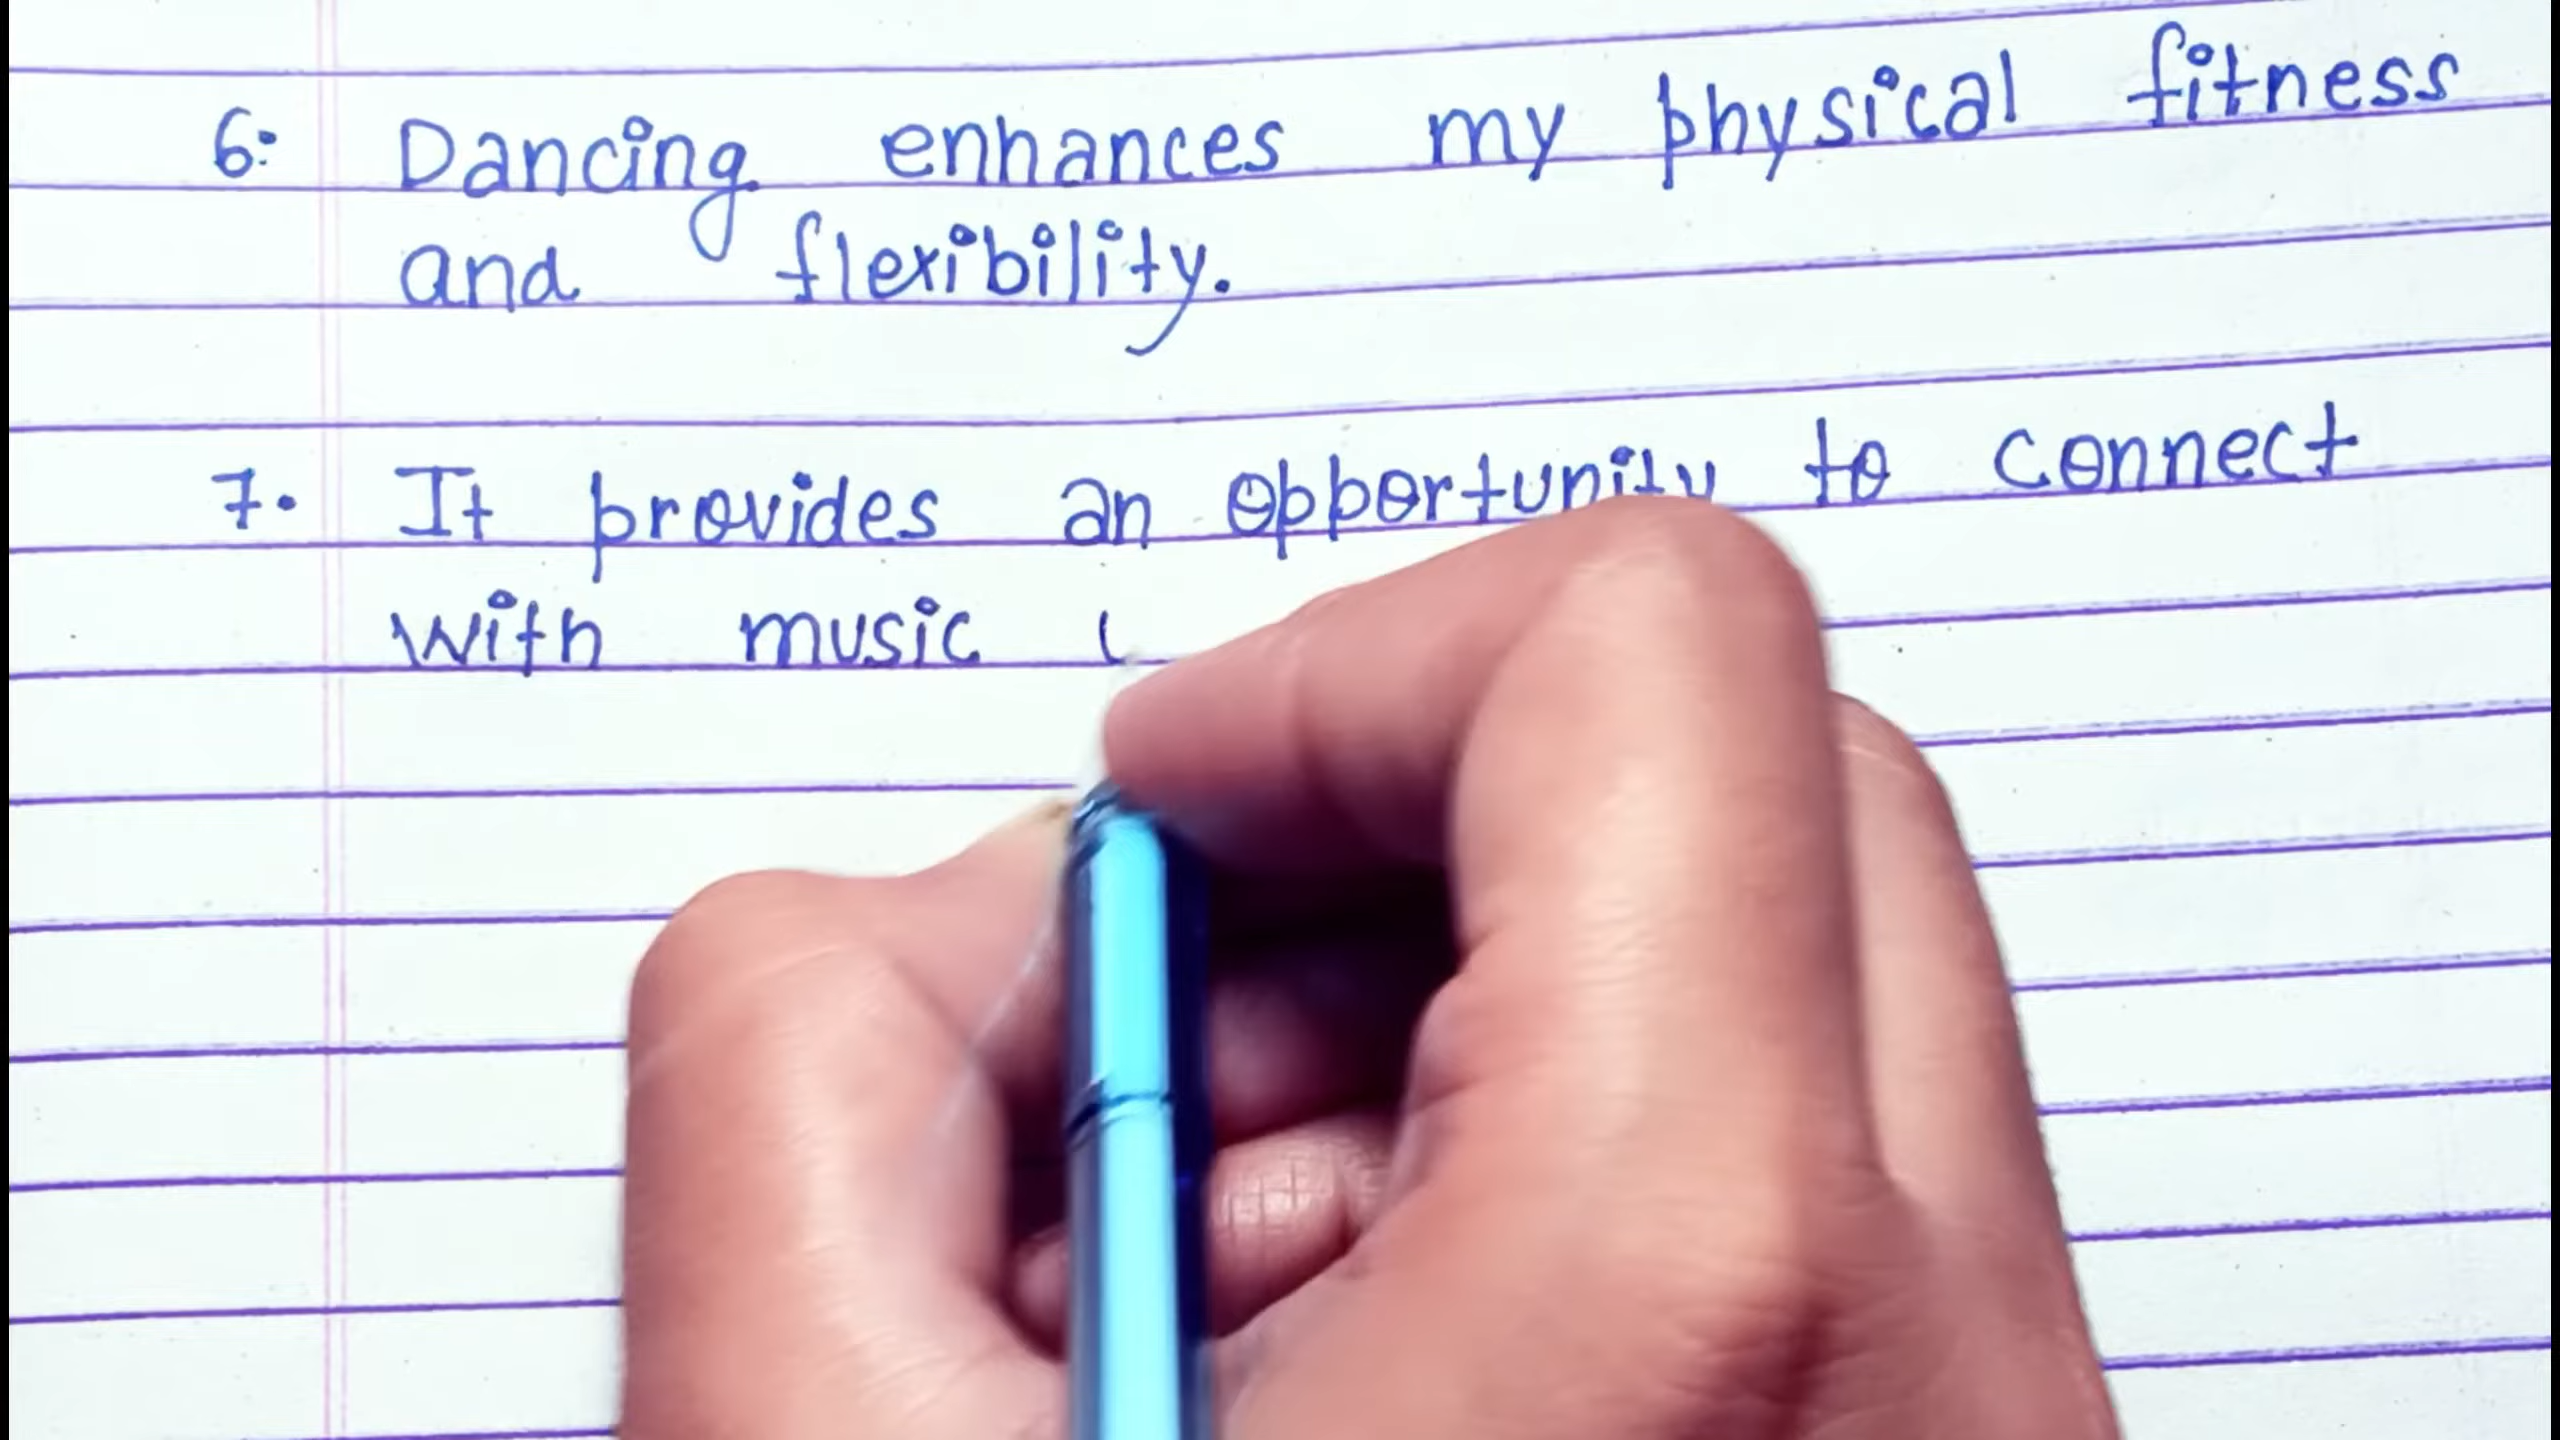 6. Dancing enhances my physical fitness
and flexibility.
7. It provides an opportunity to connect
with music